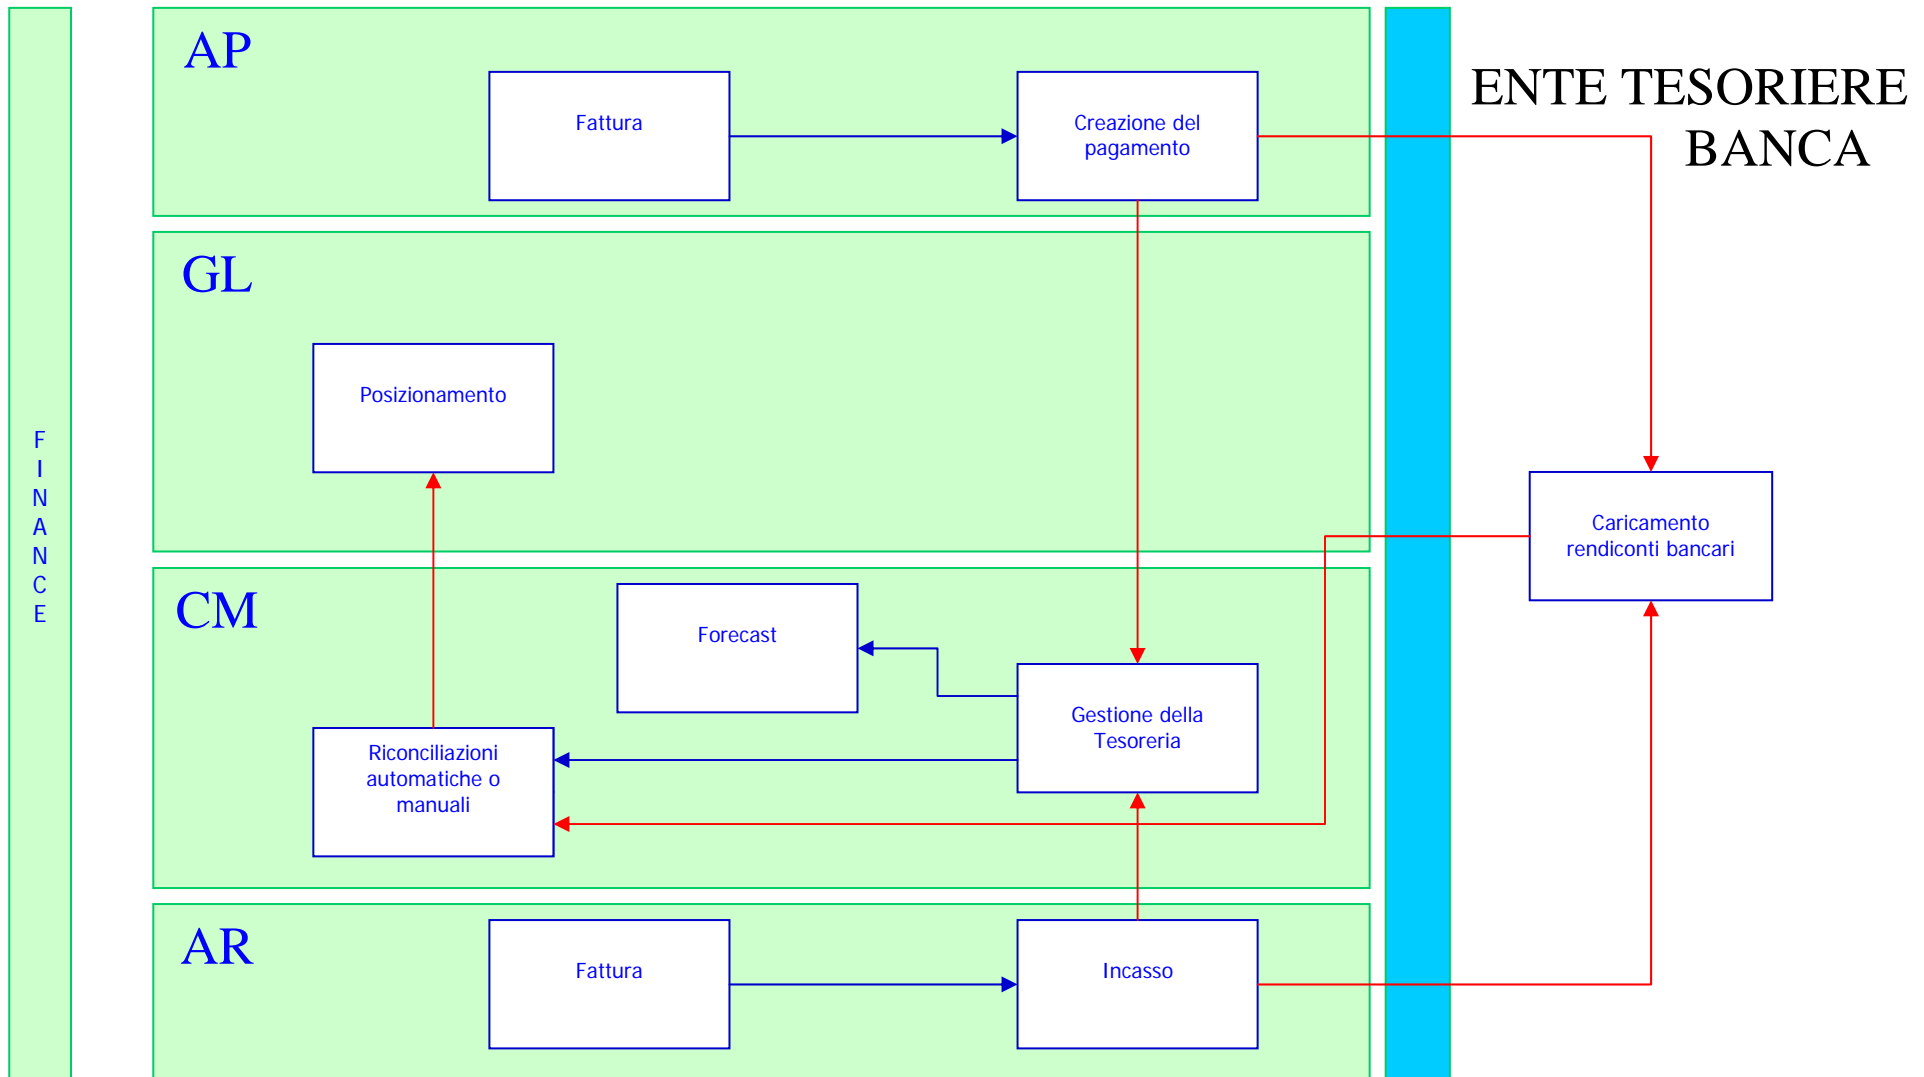 AP
ENTE TESORIERE
BANCA
Fattura
Creazione del
pagamento
GL
Posizionamento
F
I
N
A
N
C
E
Caricamento
rendiconti bancari
CM
Forecast
Gestione della
Tesoreria
Riconciliazioni
automatiche o
manuali
AR
Fattura
Incasso